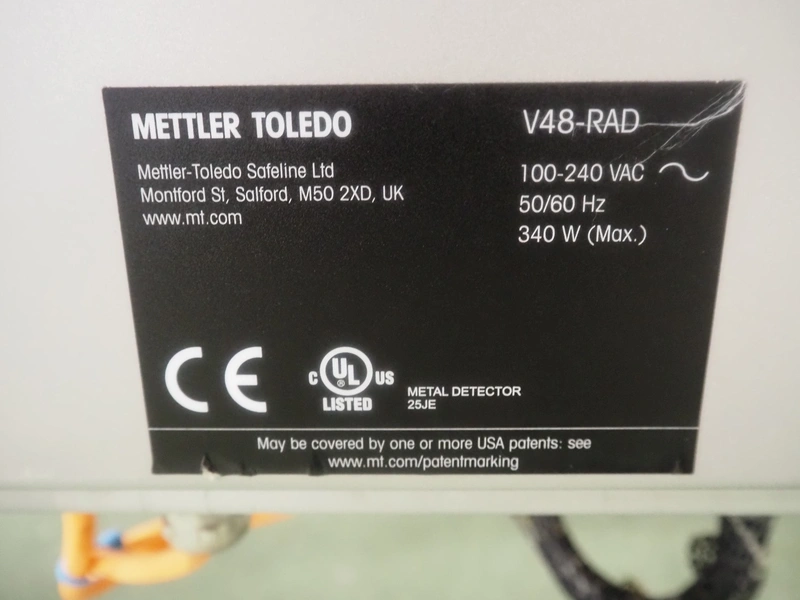 METTLER TOLEDO
Mettler-Toledo Safeline Ltd
Montford St, Salford, M50 2XD, UK
www.mt.com
V48-RAD
100-240 VAC
50/60 Hz
340 W (Max.)
CE
C UL US
®
LISTED
METAL DETECTOR
25JE
May be covered by one or more USA patents: see
www.mt.com/patentmarking